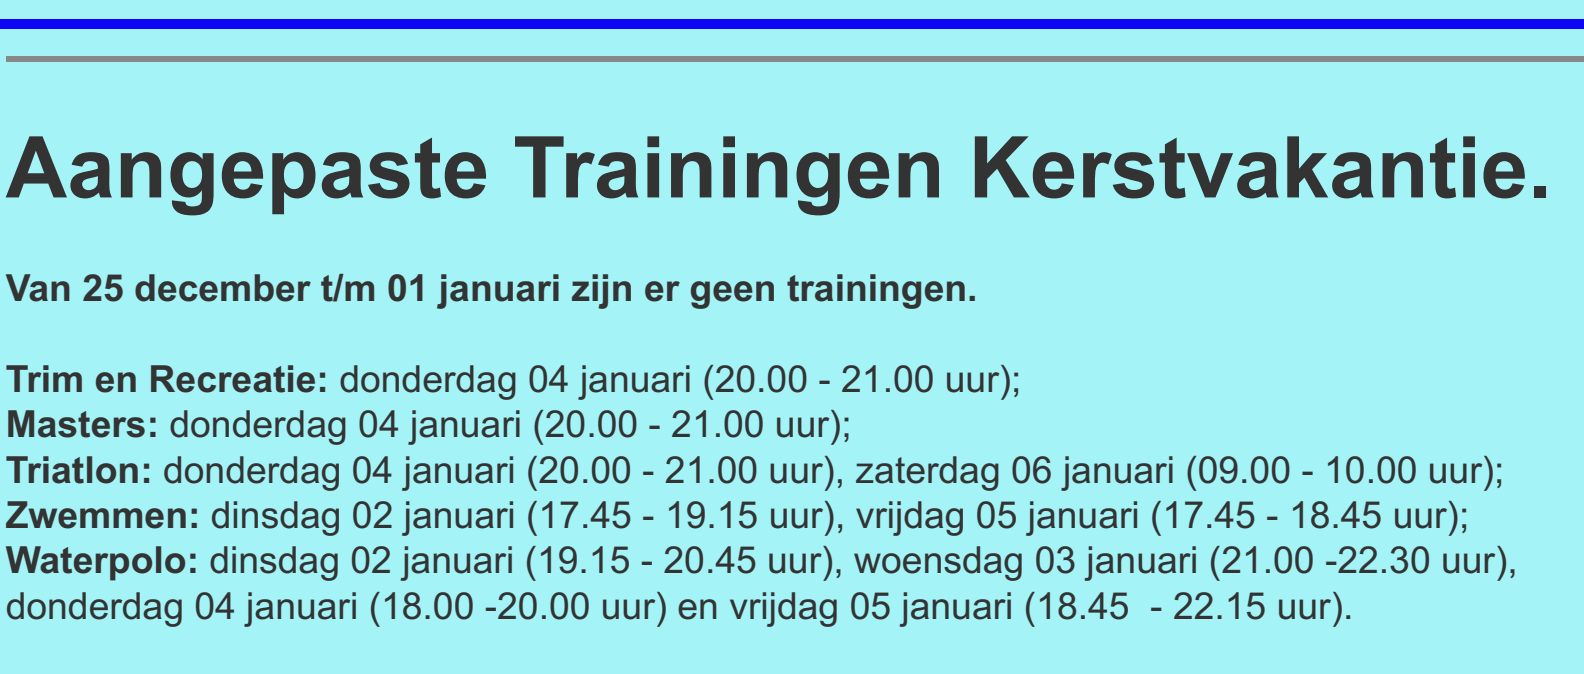 Aangepaste Trainingen Kerstvakantie.
Van 25 december t/m 01 januari zijn er geen trainingen.
Trim en Recreatie: donderdag 04 januari (20.00 - 21.00 uur);
Masters: donderdag 04 januari (20.00 - 21.00 uur);
Triatlon: donderdag 04 januari (20.00 - 21.00 uur), zaterdag 06 januari (09.00 - 10.00 uur);
Zwemmen: dinsdag 02 januari (17.45 - 19.15 uur), vrijdag 05 januari (17.45 - 18.45 uur);
Waterpolo: dinsdag 02 januari (19.15 - 20.45 uur), woensdag 03 januari (21.00 -22.30 uur),
donderdag 04 januari (18.00 -20.00 uur) en vrijdag 05 januari (18.45  - 22.15 uur).